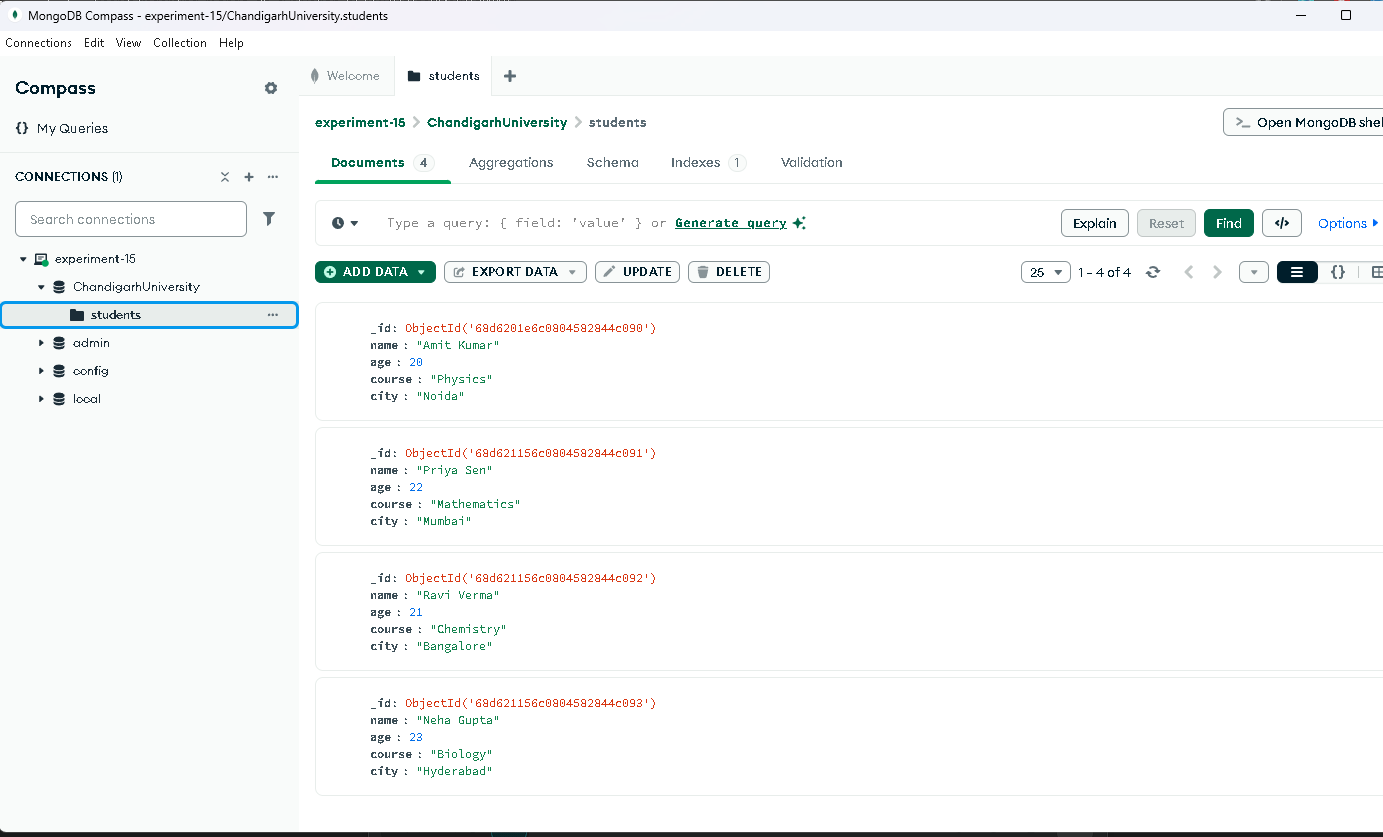 MongoDB Compass - experiment-15/ChandigarhUniversity.students
Connections Edit View Collection Help
Compass
{} My Queries
CONNECTIONS (1)
Search connections
experiment-15
ChandigarhUniversity
students
admin
config
local
Welcome students
experiment-15 > ChandigarhUniversity > students
>_ Open MongoDB shel
Documents 4 Aggregations Schema Indexes 1 Validation
Type a query: { field: 'value' } or Generate query
Explain Reset Find </> Options
ADD DATA EXPORT DATA UPDATE DELETE
25 1 – 4 of 4 {}
_id: ObjectId('68d6201e6c0804582844c090')
name : "Amit Kumar"
age : 20
course : "Physics"
city : "Noida"
_id: ObjectId('68d621156c0804582844c091')
name : "Priya Sen"
age : 22
course : "Mathematics"
city : "Mumbai"
_id: ObjectId('68d621156c0804582844c092')
name : "Ravi Verma"
age : 21
course : "Chemistry"
city : "Bangalore"
_id: ObjectId('68d621156c0804582844c093')
name : "Neha Gupta"
age : 23
course : "Biology"
city : "Hyderabad"